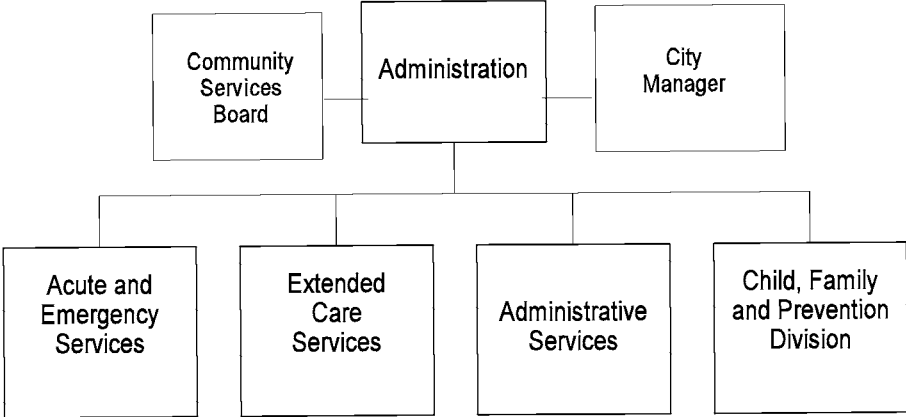 Community
Services
Board
Administration
City
Manager
Acute and
Emergency
Services
Extended
Care
Services
Administrative
Services
Child, Family
and Prevention
Division